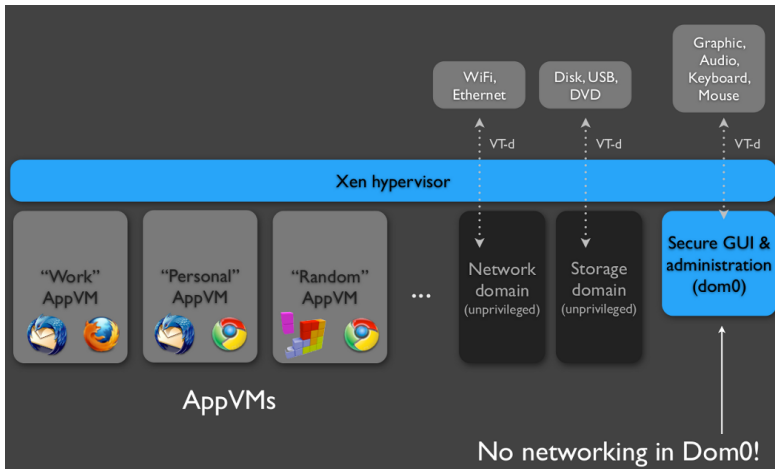 WiFi,
Ethernet
Disk, USB,
DVD
Graphic,
Audio,
Keyboard,
Mouse
VT-d
VT-d
VT-d
Xen hypervisor
“Work”
AppVM
“Personal”
AppVM
“Random”
AppVM
...
Network
domain
(unprivileged)
Storage
domain
(unprivileged)
Secure GUI &
administration
(dom0)
AppVMs
No networking in Dom0!